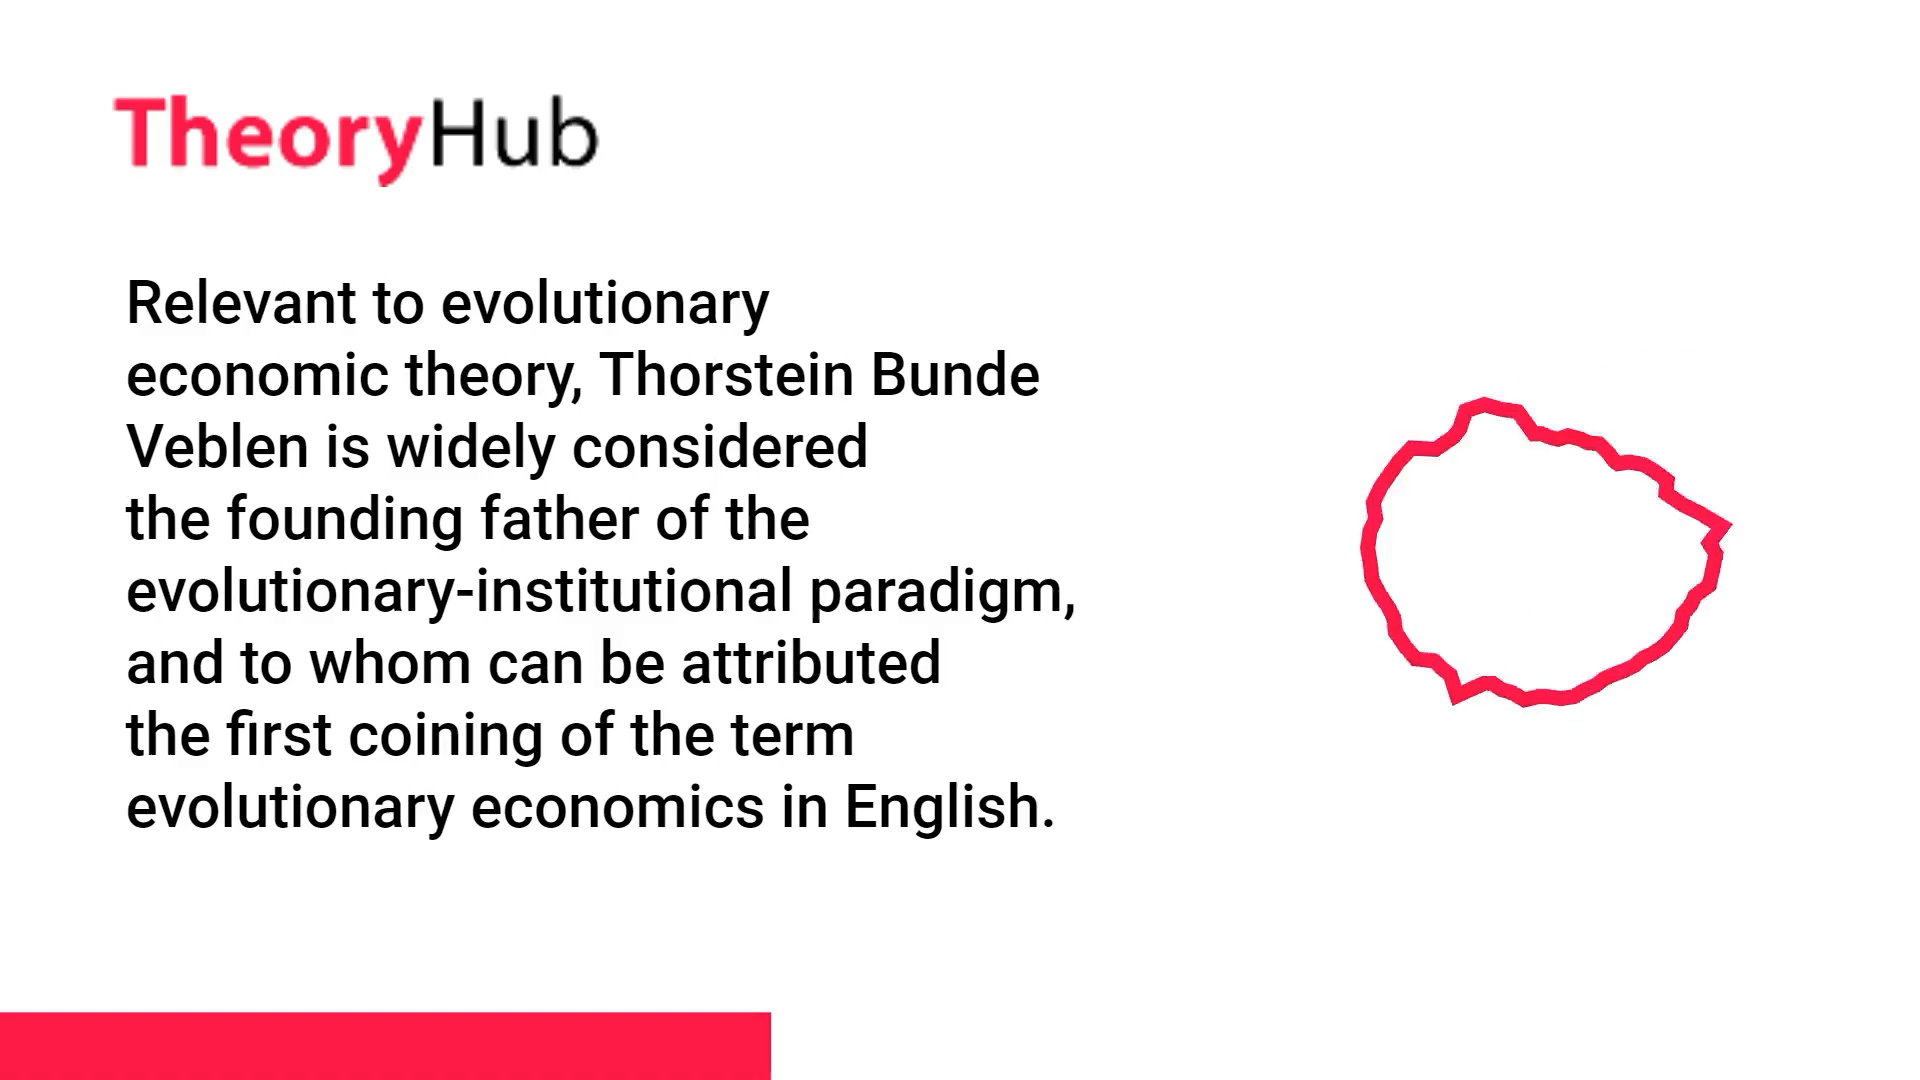 TheoryHub
Relevant to evolutionary
economic theory, Thorstein Bunde
Veblen is widely considered
the founding father of the
evolutionary-institutional paradigm,
and to whom can be attributed
the first coining of the term
evolutionary economics in English.